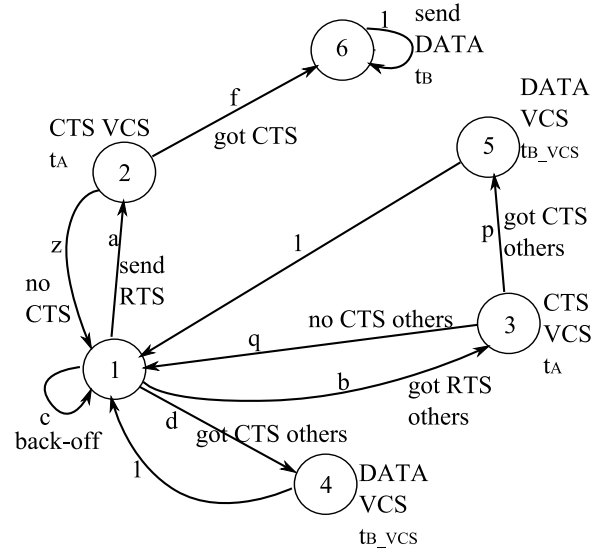 1
send
DATA
tB
6
f
got CTS
CTS VCS
tA
2
DATA
VCS
tB_VCS
5
z
a
no
CTS
send
RTS
1
p
got CTS
others
no CTS others
q
3
CTS
VCS
tA
1
b
got RTS
others
c
back-off
d
got CTS others
1
4
DATA
VCS
tB_VCS